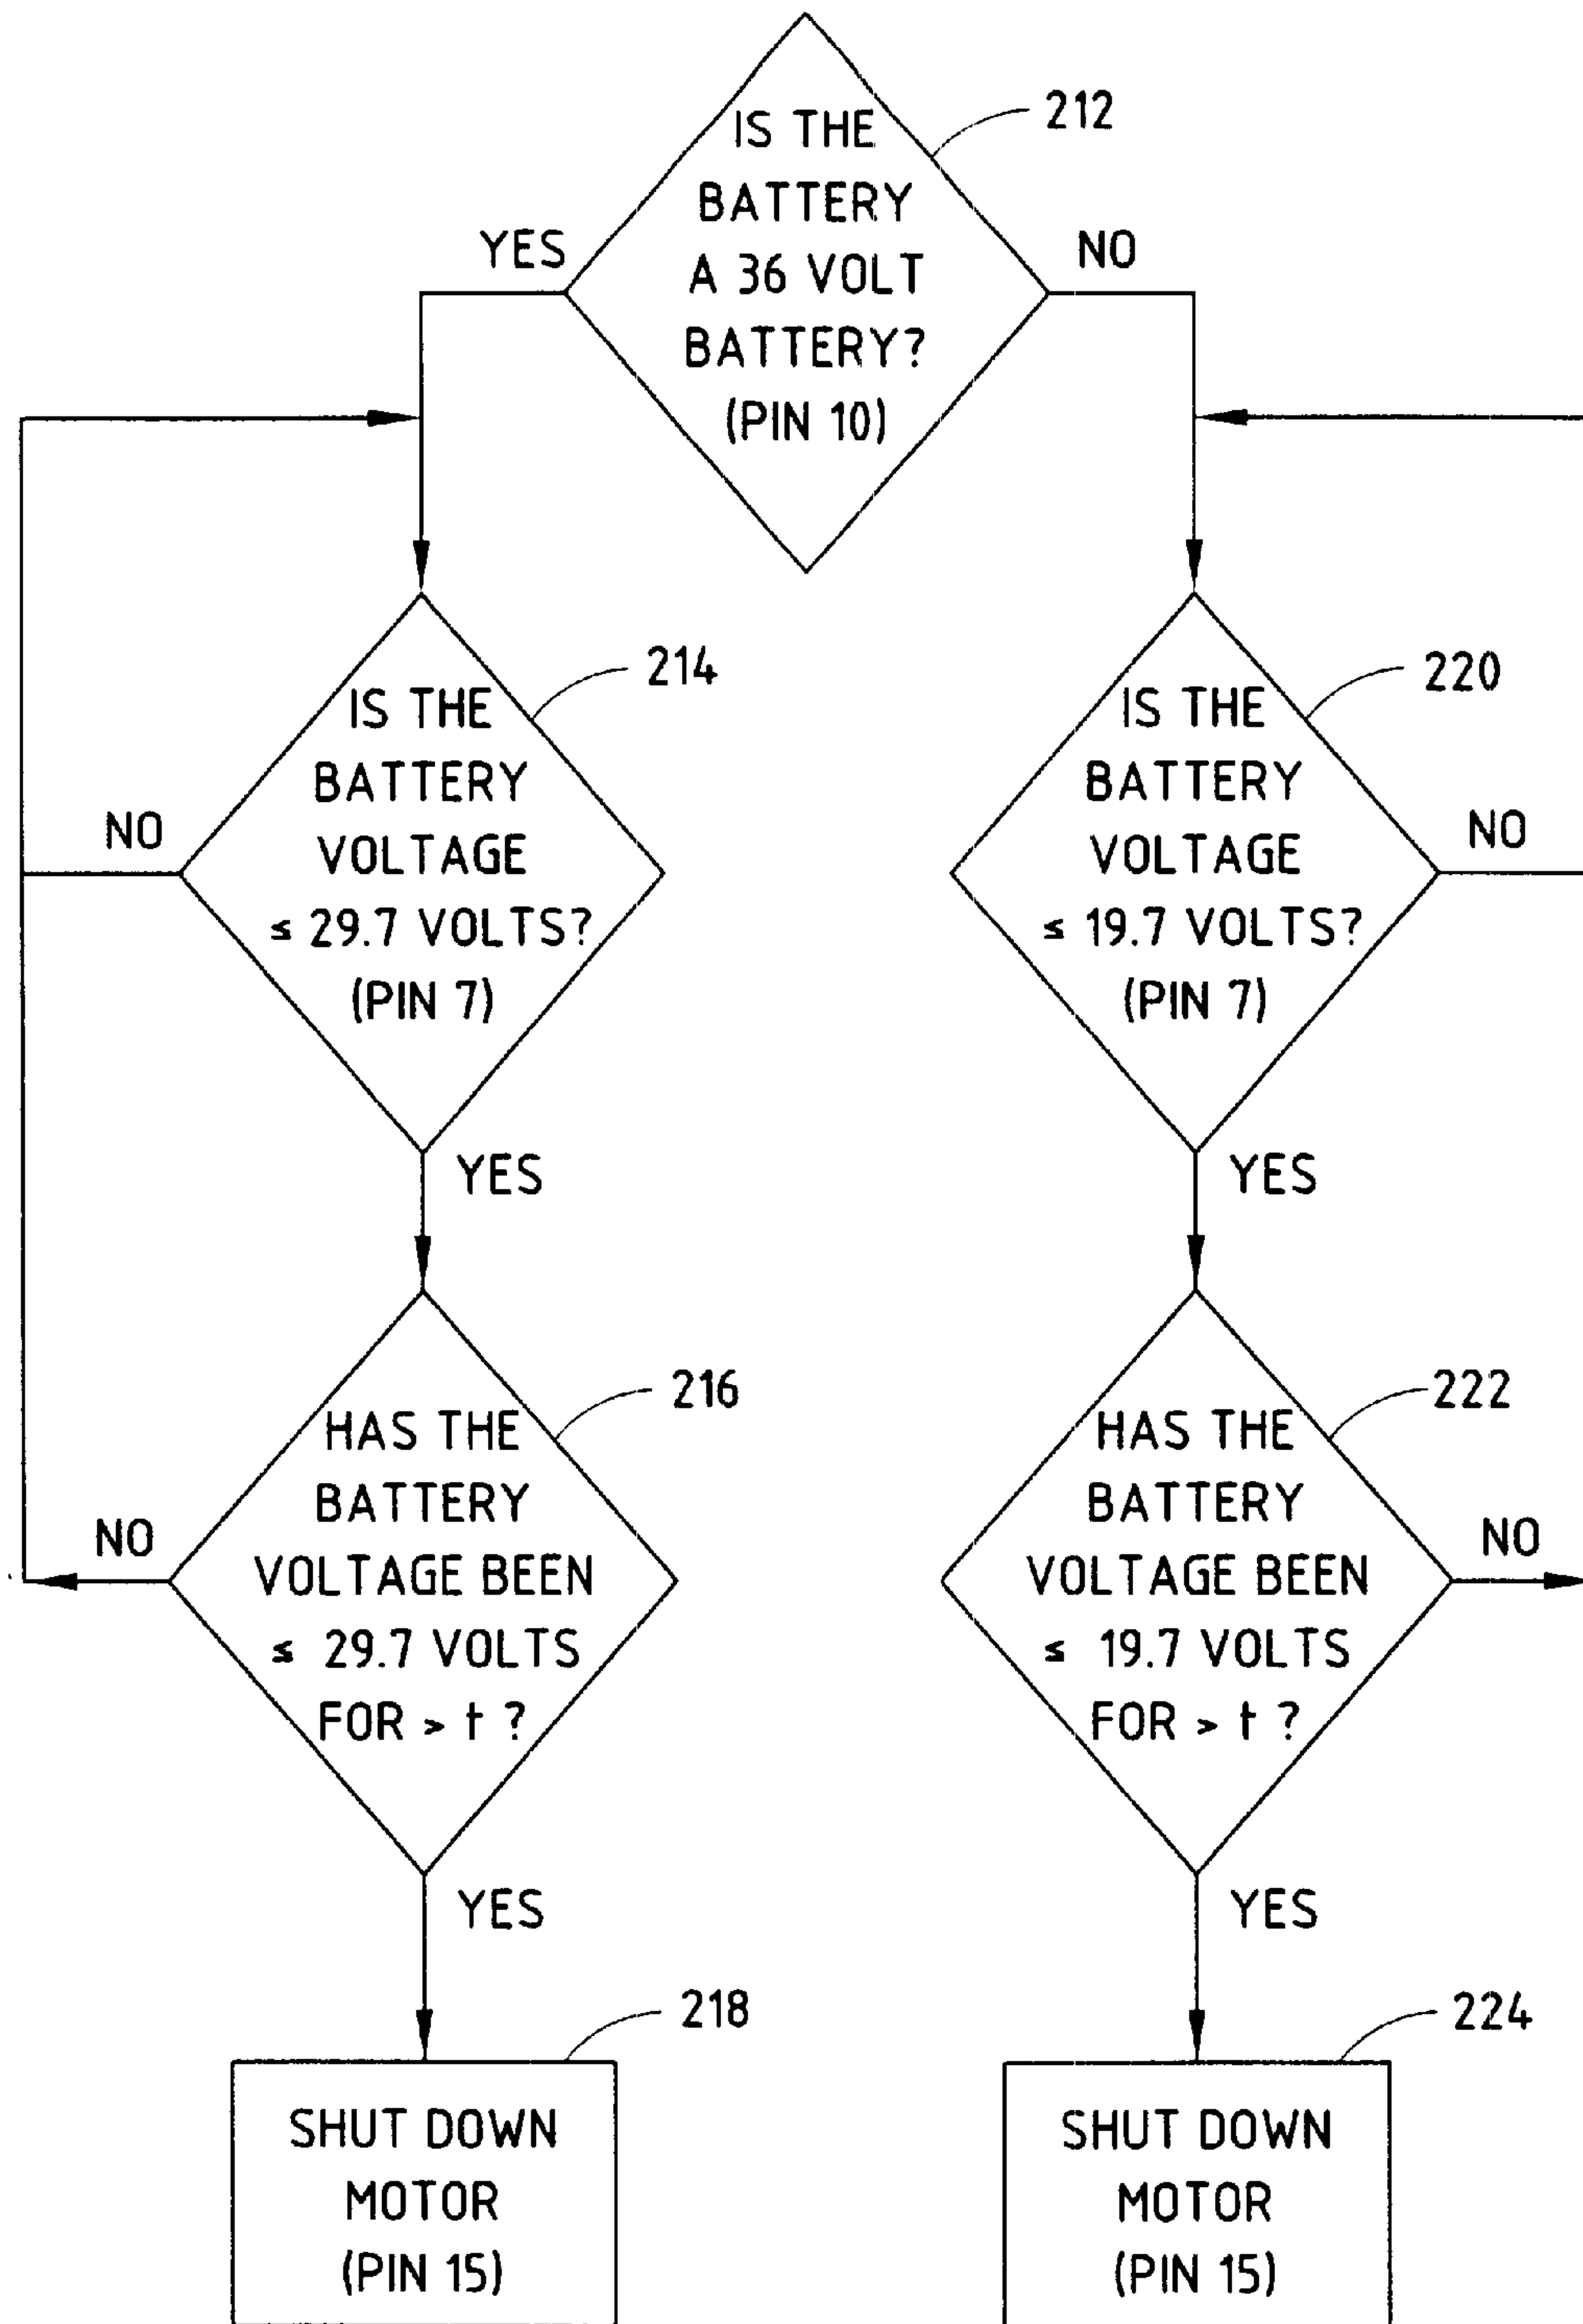 IS THE
BATTERY
A 36 VOLT
BATTERY?
(PIN 10)
212
YES
NO
IS THE
BATTERY
VOLTAGE
≤ 29.7 VOLTS?
(PIN 7)
214
NO
YES
HAS THE
BATTERY
VOLTAGE BEEN
≤ 29.7 VOLTS
FOR > t ?
216
NO
YES
SHUT DOWN
MOTOR
(PIN 15)
218
IS THE
BATTERY
VOLTAGE
≤ 19.7 VOLTS?
(PIN 7)
220
NO
YES
HAS THE
BATTERY
VOLTAGE BEEN
≤ 19.7 VOLTS
FOR > t ?
222
NO
YES
SHUT DOWN
MOTOR
(PIN 15)
224